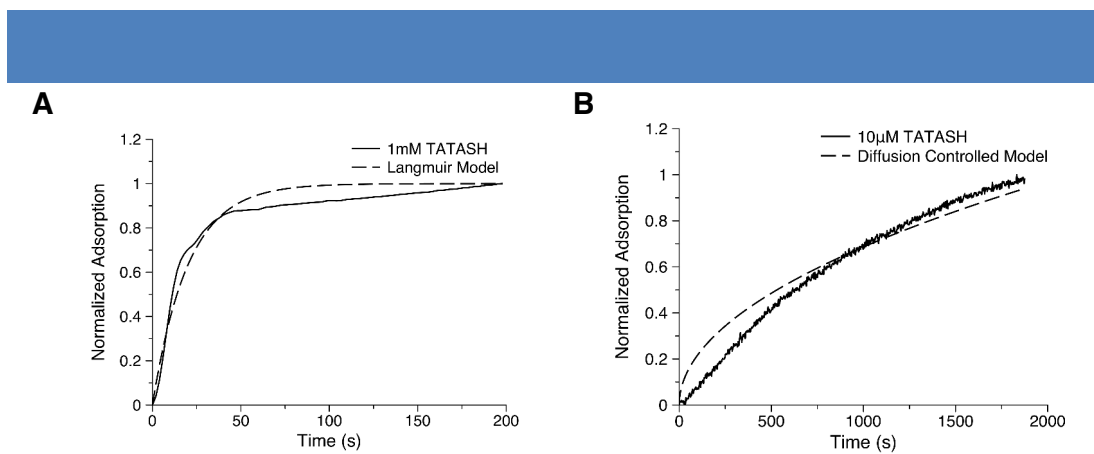 A
1.2
1
0.8
0.6
0.4
0.2
0
Normalized Adsorption
1mM TATASH
Langmuir Model
0 50 100 150 200
Time (s)
B
1.2
1
0.8
0.6
0.4
0.2
0
Normalized Adsorption
10µM TATASH
Diffusion Controlled Model
0 500 1000 1500 2000
Time (s)